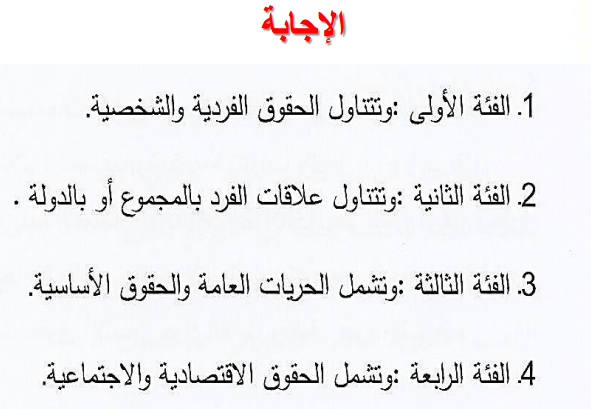 الإجابة
1. الفئة الأولى :وتتناول الحقوق الفردية والشخصية.
2. الفئة الثانية :وتتناول علاقات الفرد بالمجموع أو بالدولة .
3. الفئة الثالثة :وتشمل الحريات العامة والحقوق الأساسية.
4. الفئة الرابعة :وتشمل الحقوق الاقتصادية والاجتماعية.